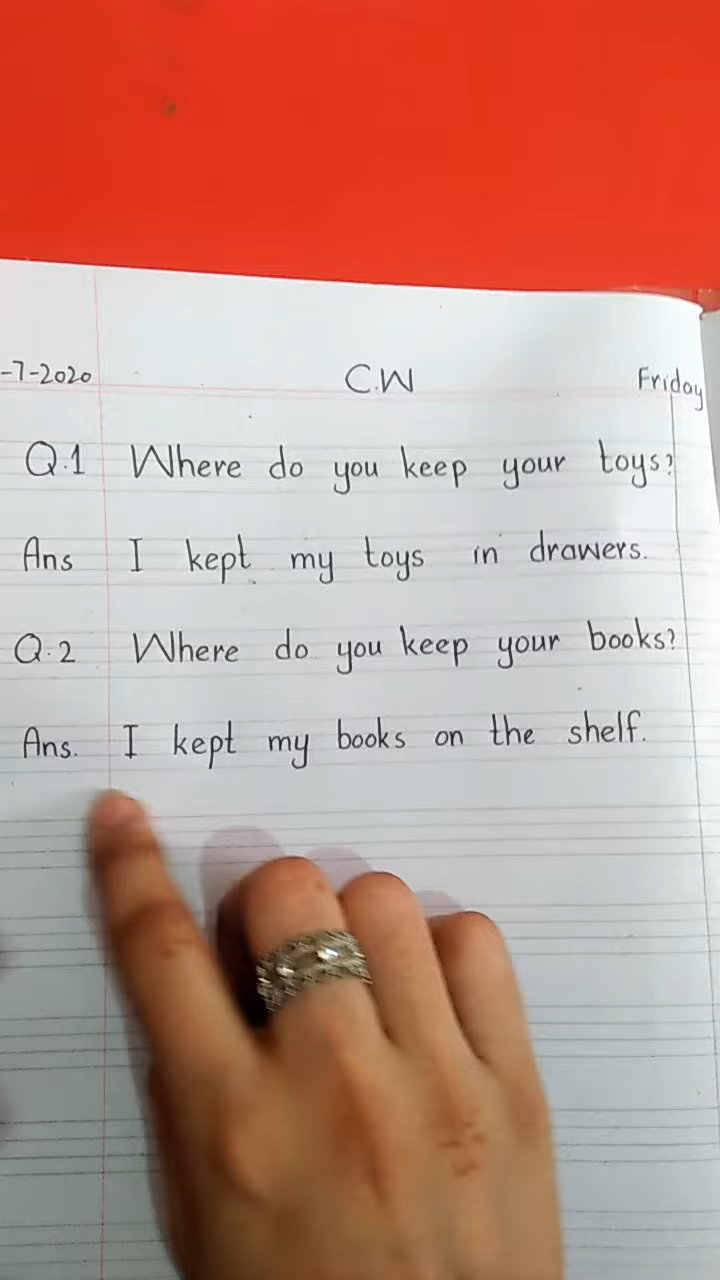 -7-2020 C.W Friday
Q.1 Where do you keep your toys?
Ans I kept my toys in drawers.
Q.2 Where do you keep your books?
Ans. I kept my books on the shelf.